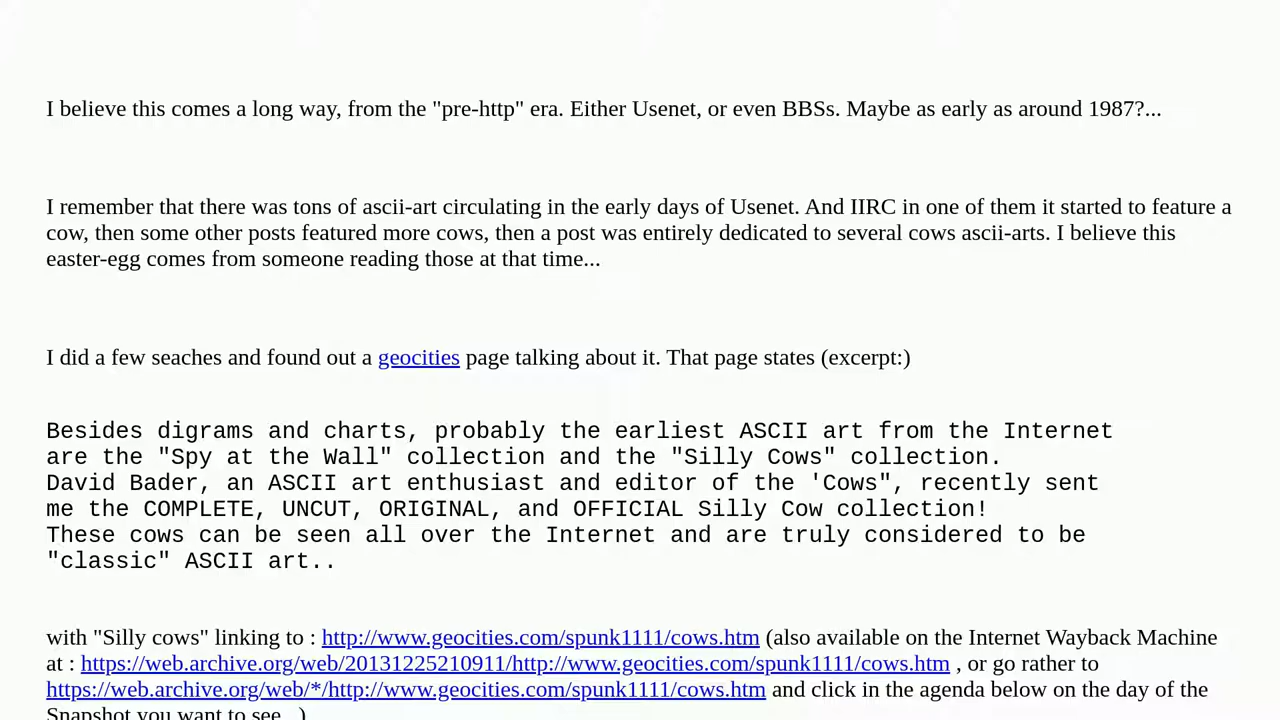 I believe this comes a long way, from the "pre-http" era. Either Usenet, or even BBSs. Maybe as early as around 1987?...
I remember that there was tons of ascii-art circulating in the early days of Usenet. And IIRC in one of them it started to feature a
cow, then some other posts featured more cows, then a post was entirely dedicated to several cows ascii-arts. I believe this
easter-egg comes from someone reading those at that time...
I did a few seaches and found out a geocities page talking about it. That page states (excerpt:)
Besides digrams and charts, probably the earliest ASCII art from the Internet
are the "Spy at the Wall" collection and the "Silly Cows" collection.
David Bader, an ASCII art enthusiast and editor of the 'Cows", recently sent
me the COMPLETE, UNCUT, ORIGINAL, and OFFICIAL Silly Cow collection!
These cows can be seen all over the Internet and are truly considered to be
"classic" ASCII art..
with "Silly cows" linking to : http://www.geocities.com/spunk1111/cows.htm (also available on the Internet Wayback Machine
at : https://web.archive.org/web/20131225210911/http://www.geocities.com/spunk1111/cows.htm , or go rather to
https://web.archive.org/web/*/http://www.geocities.com/spunk1111/cows.htm and click in the agenda below on the day of the
Snapshot you want to see...)